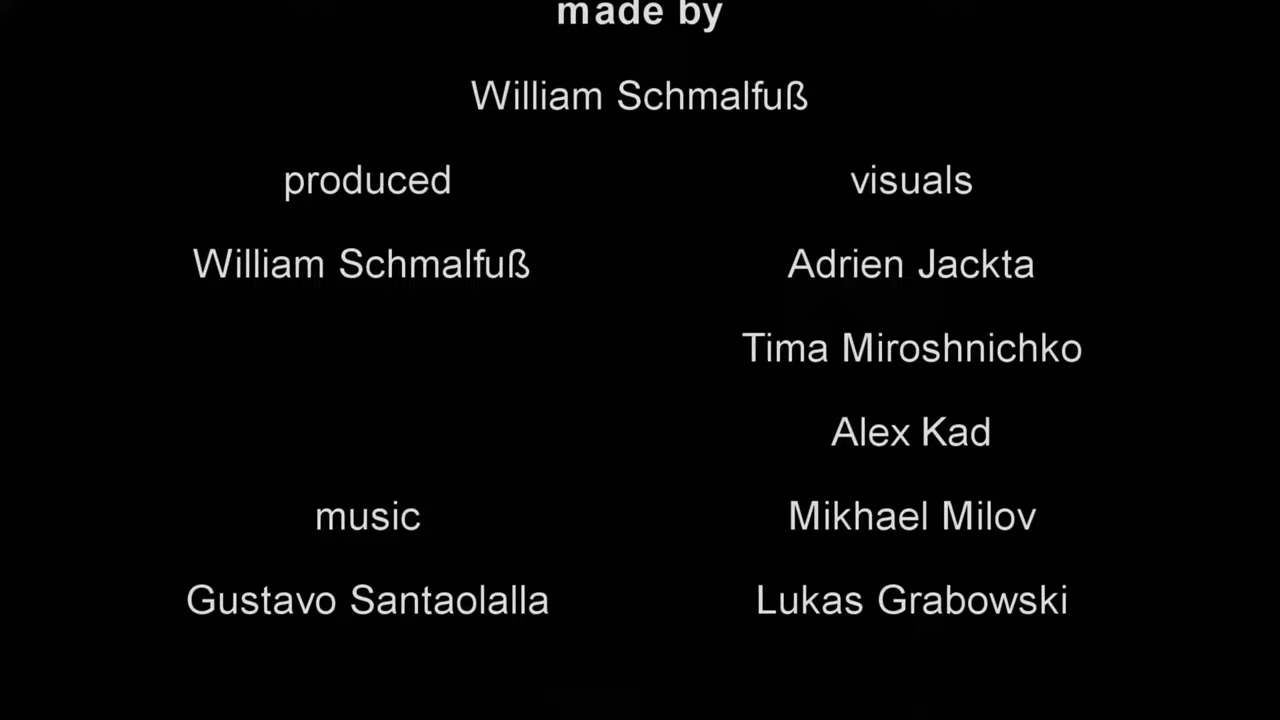 made by
William Schmalfuß
produced
William Schmalfuß
music
Gustavo Santaolalla
visuals
Adrien Jackta
Tima Miroshnichko
Alex Kad
Mikhael Milov
Lukas Grabowski